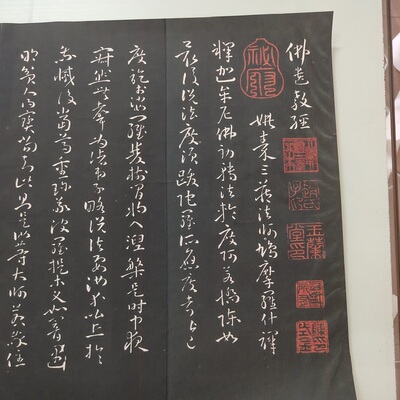 佛遺教經
姚秦三藏法師鳩摩羅什譯
釋迦牟尼佛初轉法輪度阿若憍陳如
最後說法度須跋陀羅所應度者皆已
度訖於娑羅雙樹間將入涅槃是時中夜
寂然無聲為諸弟子略說法要汝等比丘於
我滅後當尊重珍敬波羅提木叉如闇遇
明貧人得寶當知此則是汝等大師若我住